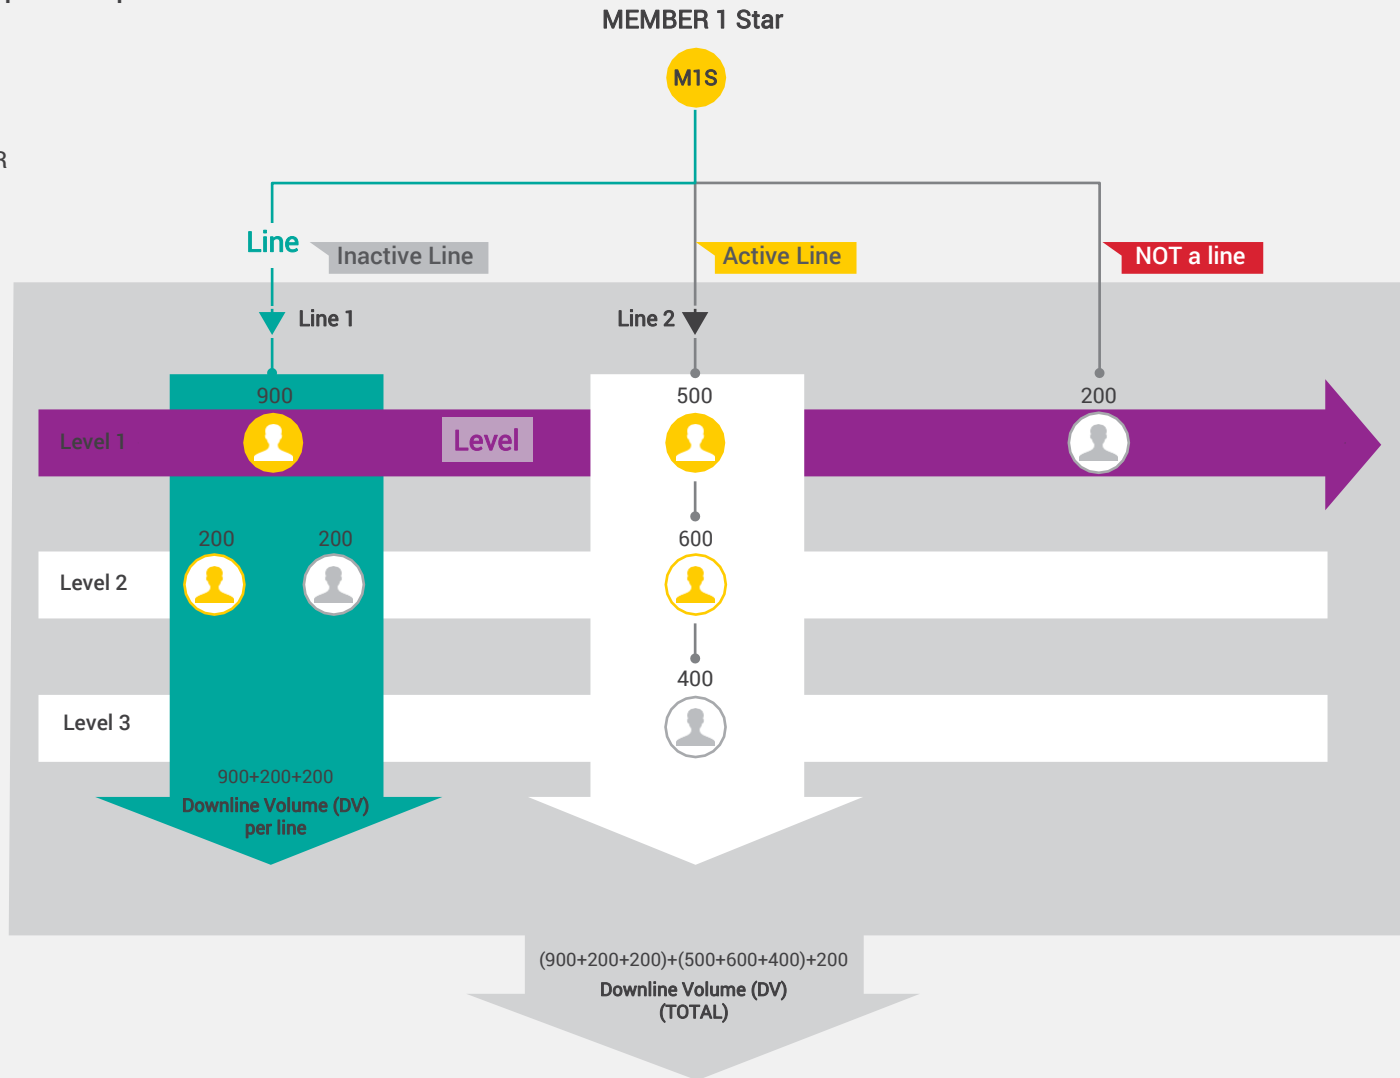 MEMBER 1 Star
M1S
R
Line
Inactive Line
Active Line
NOT a line
Line 1
Line 2
900
500
200
Level 1
Level
200
200
600
Level 2
400
Level 3
900+200+200
Downline Volume (DV)
per line
(900+200+200)+(500+600+400)+200
Downline Volume (DV)
(TOTAL)